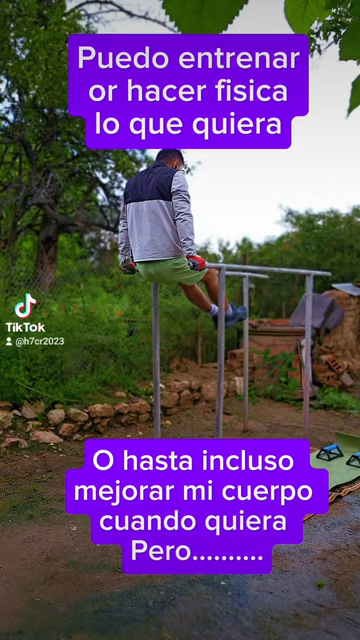 Puedo entrenar
or hacer fisica
lo que quiera
TikTok
@h7cr2023
O hasta incluso
mejorar mi cuerpo
cuando quiera
Pero..........